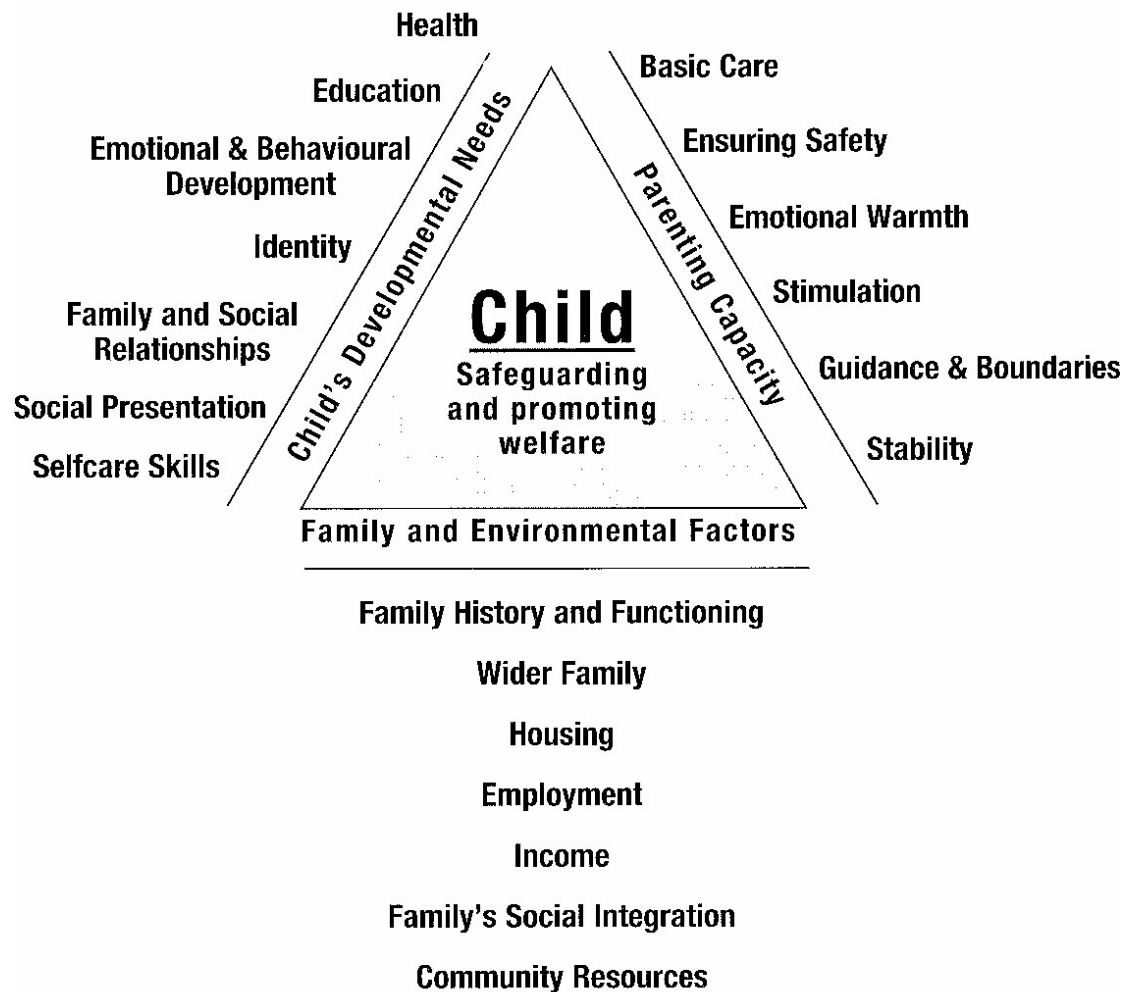 Health
Education
Emotional & Behavioural
Development
Identity
Family and Social
Relationships
Social Presentation
Selfcare Skills
Child's Developmental Needs
Basic Care
Ensuring Safety
Emotional Warmth
Stimulation
Guidance & Boundaries
Stability
Parenting Capacity
Child
Safeguarding
and promoting
welfare
Family and Environmental Factors
Family History and Functioning
Wider Family
Housing
Employment
Income
Family's Social Integration
Community Resources